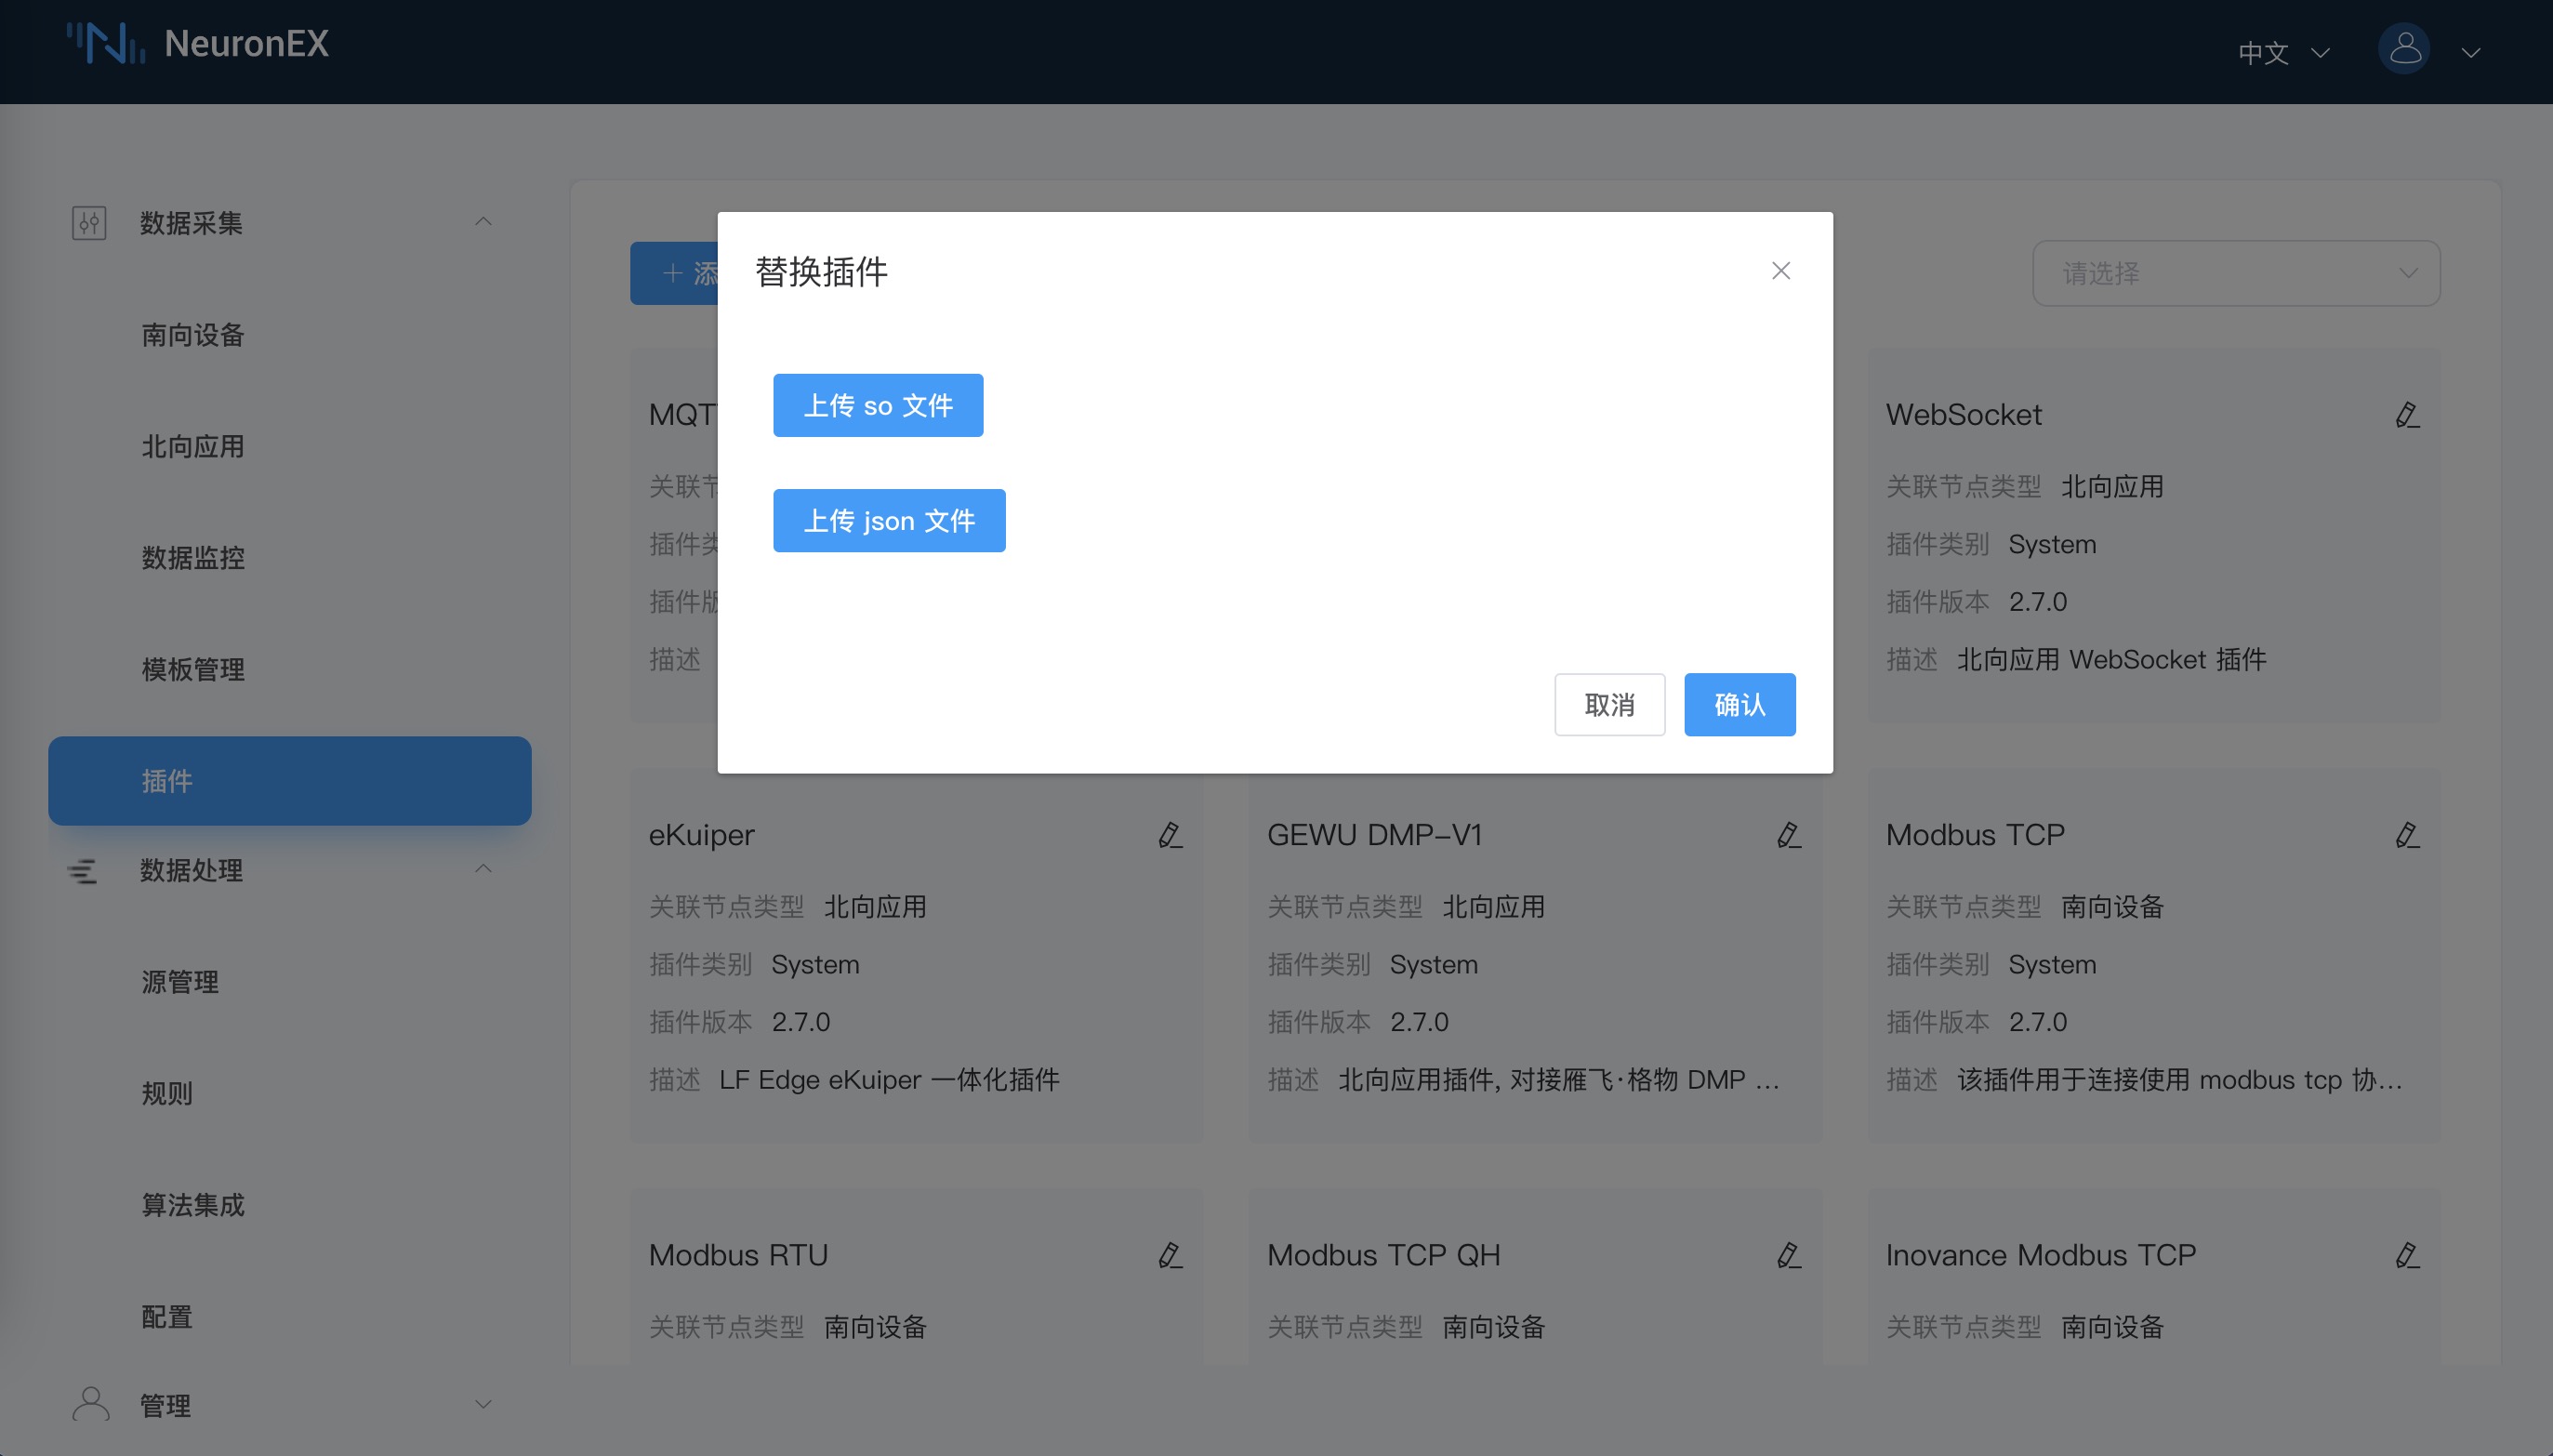 NeuronEX
中文
数据采集
南向设备
北向应用
数据监控
模板管理
插件
数据处理
源管理
规则
算法集成
配置
管理
添
请选择
替换插件
上传 so 文件
上传 json 文件
取消
确认
MQT
关联节
插件类
插件版
描述
WebSocket
关联节点类型 北向应用
插件类别 System
插件版本 2.7.0
描述 北向应用 WebSocket 插件
eKuiper
关联节点类型 北向应用
插件类别 System
插件版本 2.7.0
描述 LF Edge eKuiper 一体化插件
GEWU DMP-V1
关联节点类型 北向应用
插件类别 System
插件版本 2.7.0
描述 北向应用插件, 对接雁飞·格物 DMP ...
Modbus TCP
关联节点类型 南向设备
插件类别 System
插件版本 2.7.0
描述 该插件用于连接使用 modbus tcp 协...
Modbus RTU
关联节点类型 南向设备
Modbus TCP QH
关联节点类型 南向设备
Inovance Modbus TCP
关联节点类型 南向设备